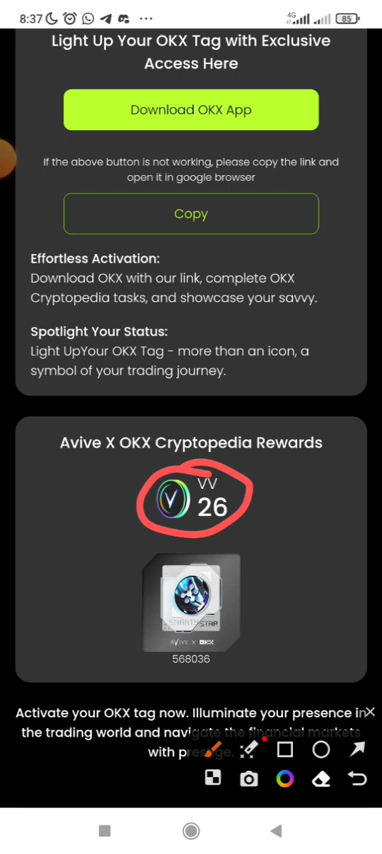 8:37
4G
85
Light Up Your OKX Tag with Exclusive
Access Here
Download OKX App
If the above button is not working, please copy the link and
open it in google browser
Copy
Effortless Activation:
Download OKX with our link, complete OKX
Cryptopedia tasks, and showcase your savvy.
Spotlight Your Status:
Light UpYour OKX Tag - more than an icon, a
symbol of your trading journey.
Avive X OKX Cryptopedia Rewards
VV
26
STAR
AVIVE X OKX
568036
Activate your OKX tag now. Illuminate your presence in
the trading world and navigate the financial markets
with prestige.